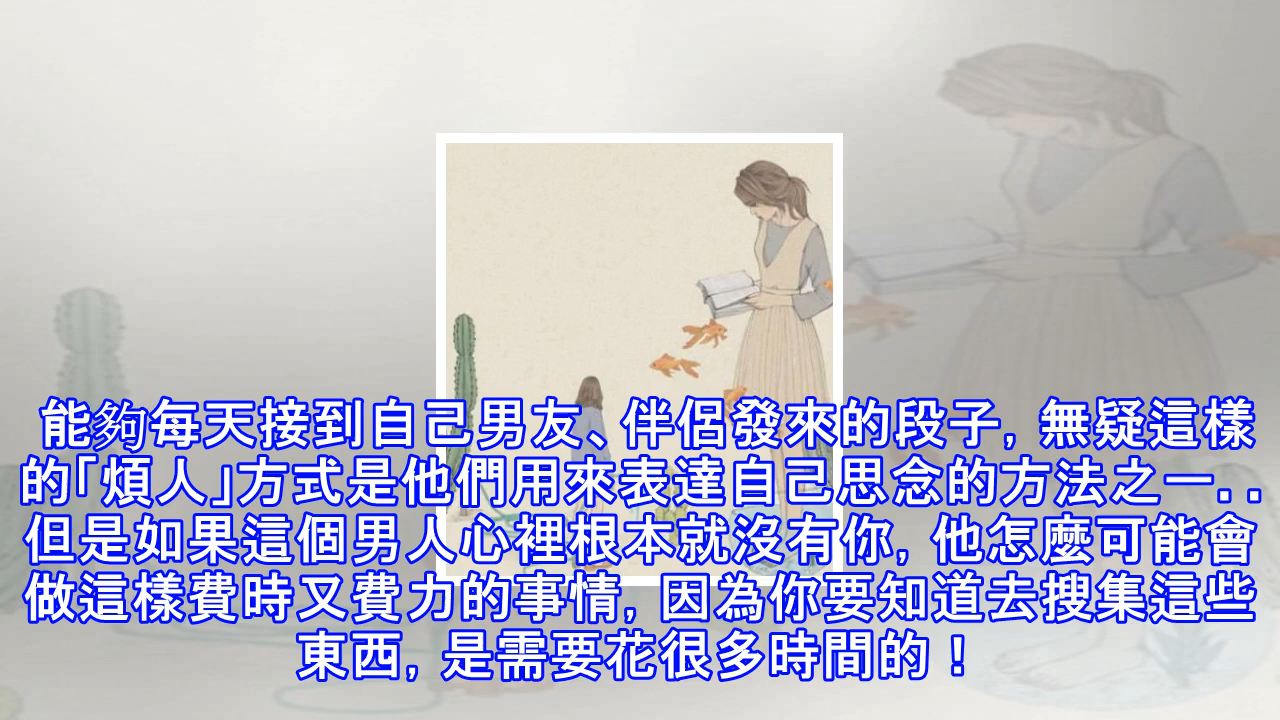 能夠每天接到自己男友、伴侶發來的段子, 無疑這樣
的「煩人」方式是他們用來表達自己思念的方法之一..
但是如果這個男人心裡根本就沒有你, 他怎麼可能會
做這樣費時又費力的事情, 因為你要知道去搜集這些
東西, 是需要花很多時間的！